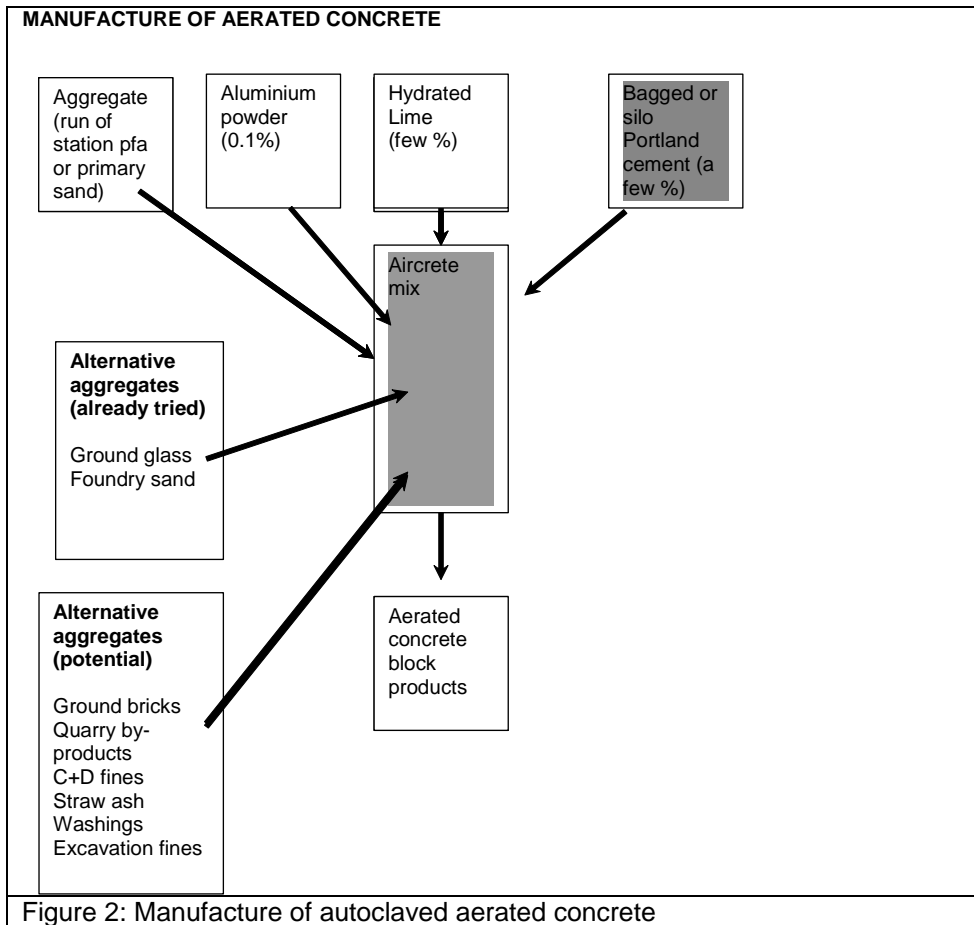 MANUFACTURE OF AERATED CONCRETE
Aggregate
(run of
station pfa
or primary
sand)
Aluminium
powder
(0.1%)
Hydrated
Lime
(few %)
Bagged or
silo
Portland
cement (a
few %)
Aircrete
mix
Alternative
aggregates
(already tried)
Ground glass
Foundry sand
Alternative
aggregates
(potential)
Ground bricks
Quarry by-
products
C+D fines
Straw ash
Washings
Excavation fines
Aerated
concrete
block
products
Figure 2: Manufacture of autoclaved aerated concrete